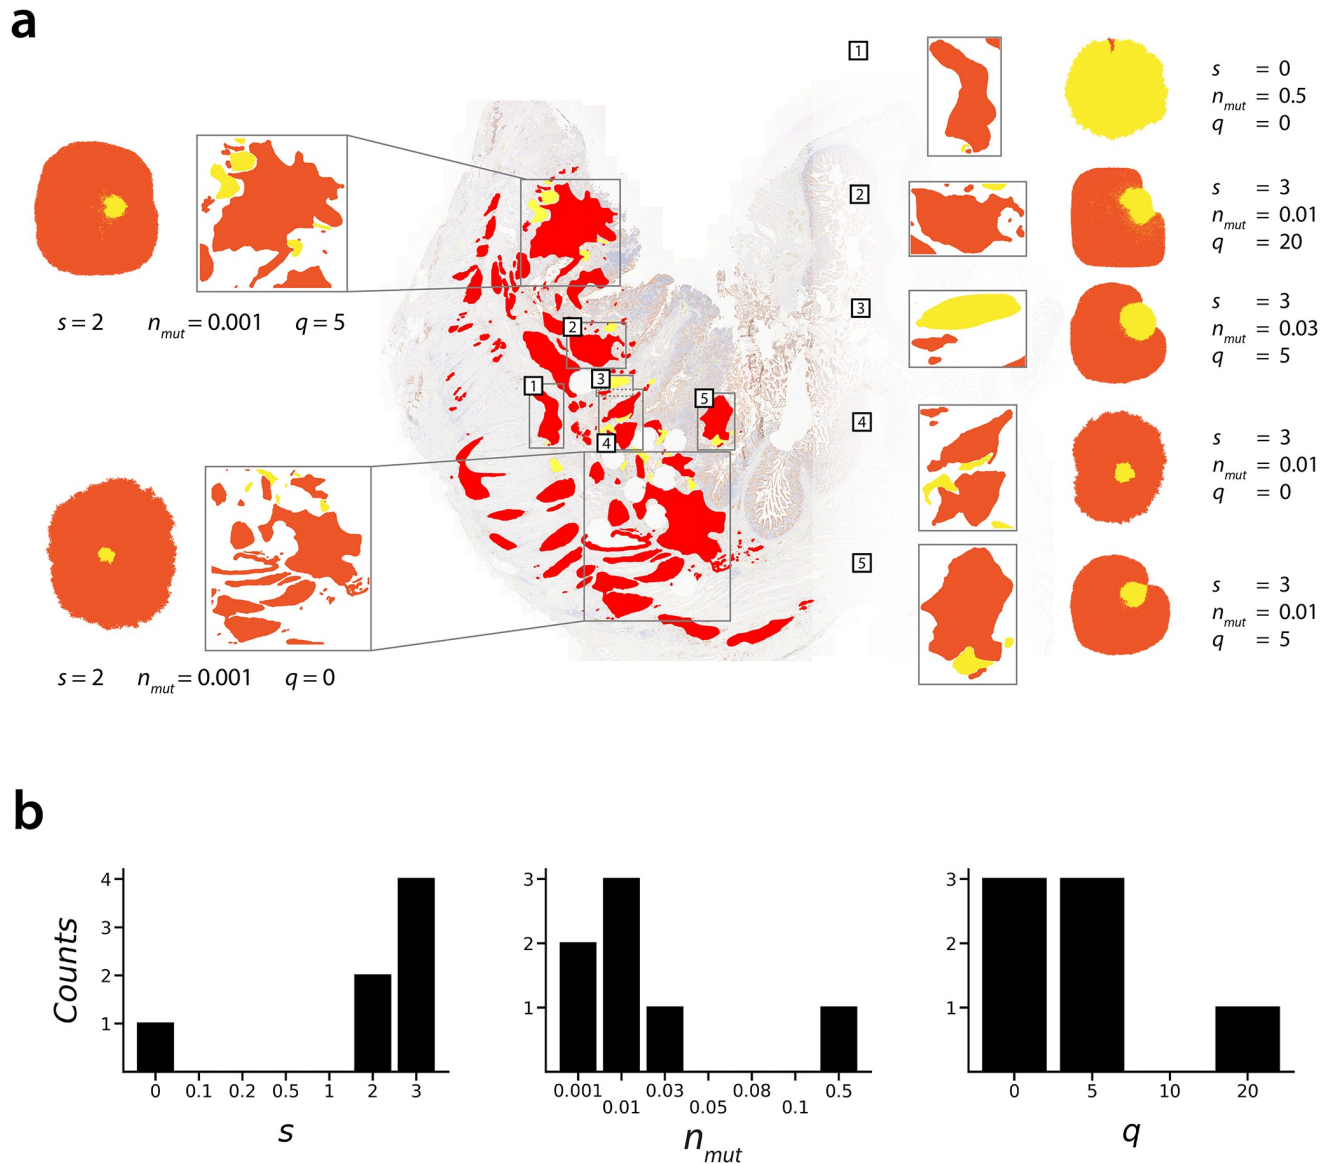 a
s = 2 n_mut = 0.001 q = 5
s = 2 n_mut = 0.001 q = 0
1
2
3
4
5
1
s = 0
n_mut = 0.5
q = 0
2
s = 3
n_mut = 0.01
q = 20
3
s = 3
n_mut = 0.03
q = 5
4
s = 3
n_mut = 0.01
q = 0
5
s = 3
n_mut = 0.01
q = 5
b
Counts
4
3
2
1
0 0.1 0.2 0.5 1 2 3
s
3
2
1
0.001 0.01 0.03 0.05 0.08 0.1 0.5
n_mut
3
2
1
0 5 10 20
q